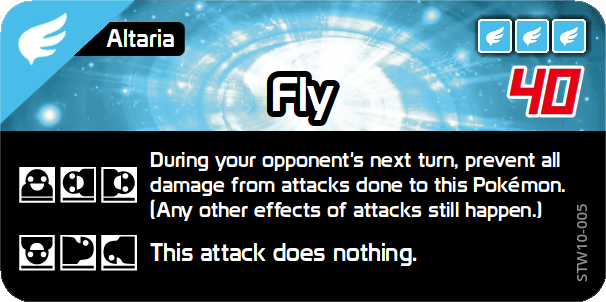 Altaria
Fly
40
During your opponent's next turn, prevent all
damage from attacks done to this Pokémon.
(Any other effects of attacks still happen.)
This attack does nothing.
STW10-005